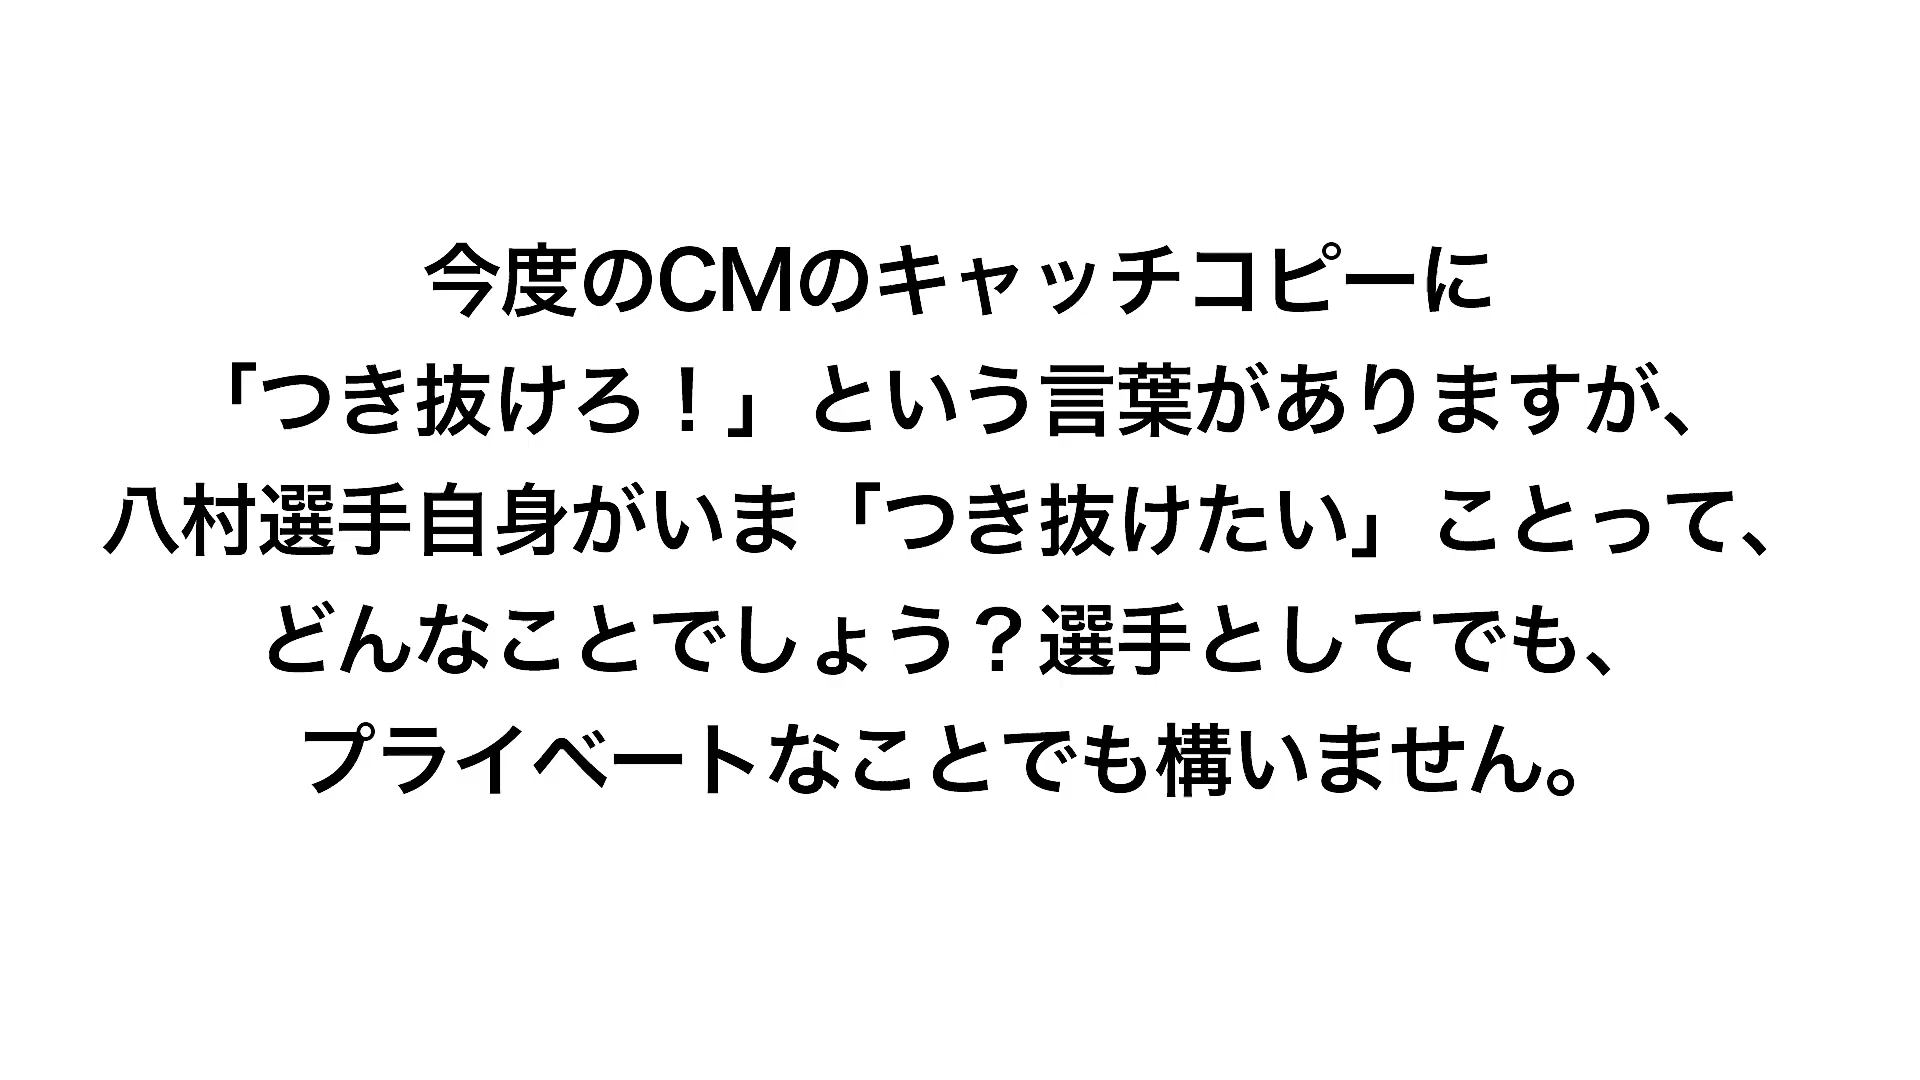 今度のCMのキャッチコピーに
「つき抜けろ！」という言葉がありますが、
八村選手自身がいま「つき抜けたい」ことって、
どんなことでしょう？選手としてでも、
プライベートなことでも構いません。